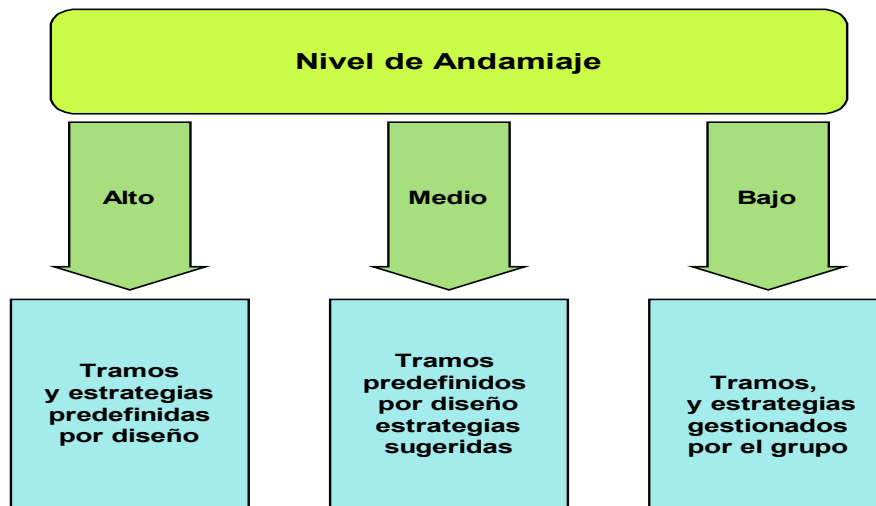 Nivel de Andamiaje
Alto
Medio
Bajo
Tramos
y estrategias
predefinidas
por diseño
Tramos
predefinidos
por diseño
estrategias
sugeridas
Tramos,
y estrategias
gestionados
por el grupo